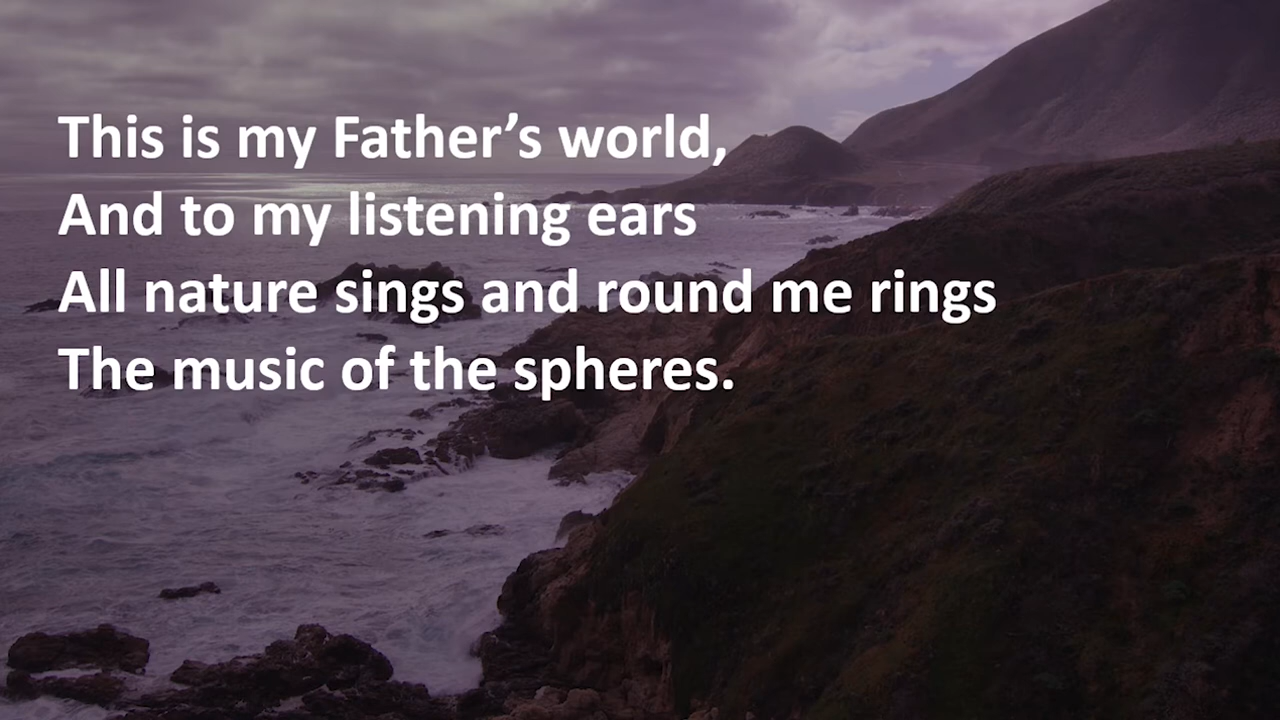 This is my Father’s world,
And to my listening ears
All nature sings and round me rings
The music of the spheres.